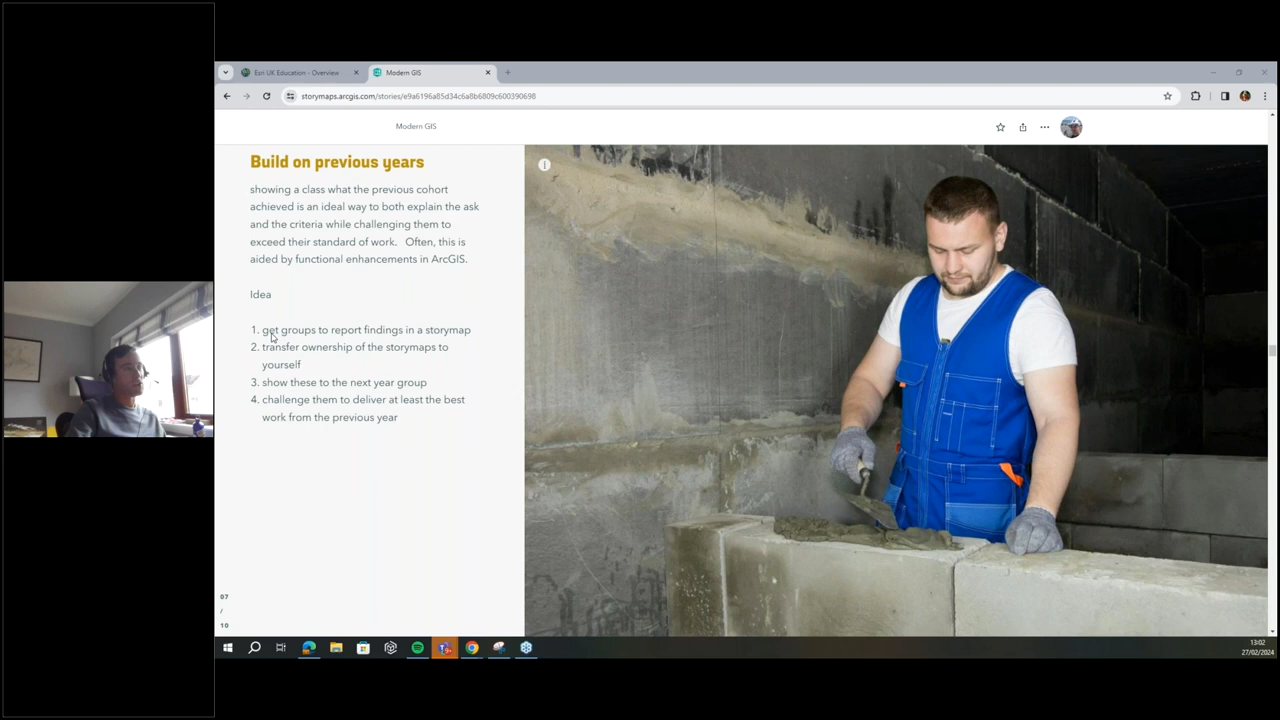 Esri UK Education - Overview
Modern GIS
storymaps.arcgis.com/stories/e9a6196a85d34c6a8b6809c600390698
Modern GIS
Build on previous years
showing a class what the previous cohort
achieved is an ideal way to both explain the ask
and the criteria while challenging them to
exceed their standard of work. Often, this is
aided by functional enhancements in ArcGIS.
Idea
1. get groups to report findings in a storymap
2. transfer ownership of the storymaps to
yourself
3. show these to the next year group
4. challenge them to deliver at least the best
work from the previous year
07
/
10
13:02
27/02/2024